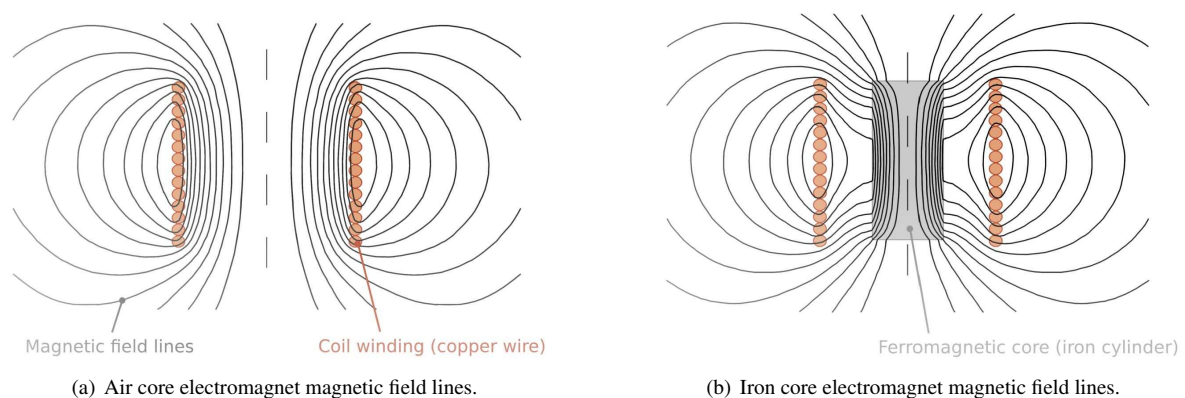 Magnetic field lines
Coil winding (copper wire)
Ferromagnetic core (iron cylinder)
(a) Air core electromagnet magnetic field lines.
(b) Iron core electromagnet magnetic field lines.